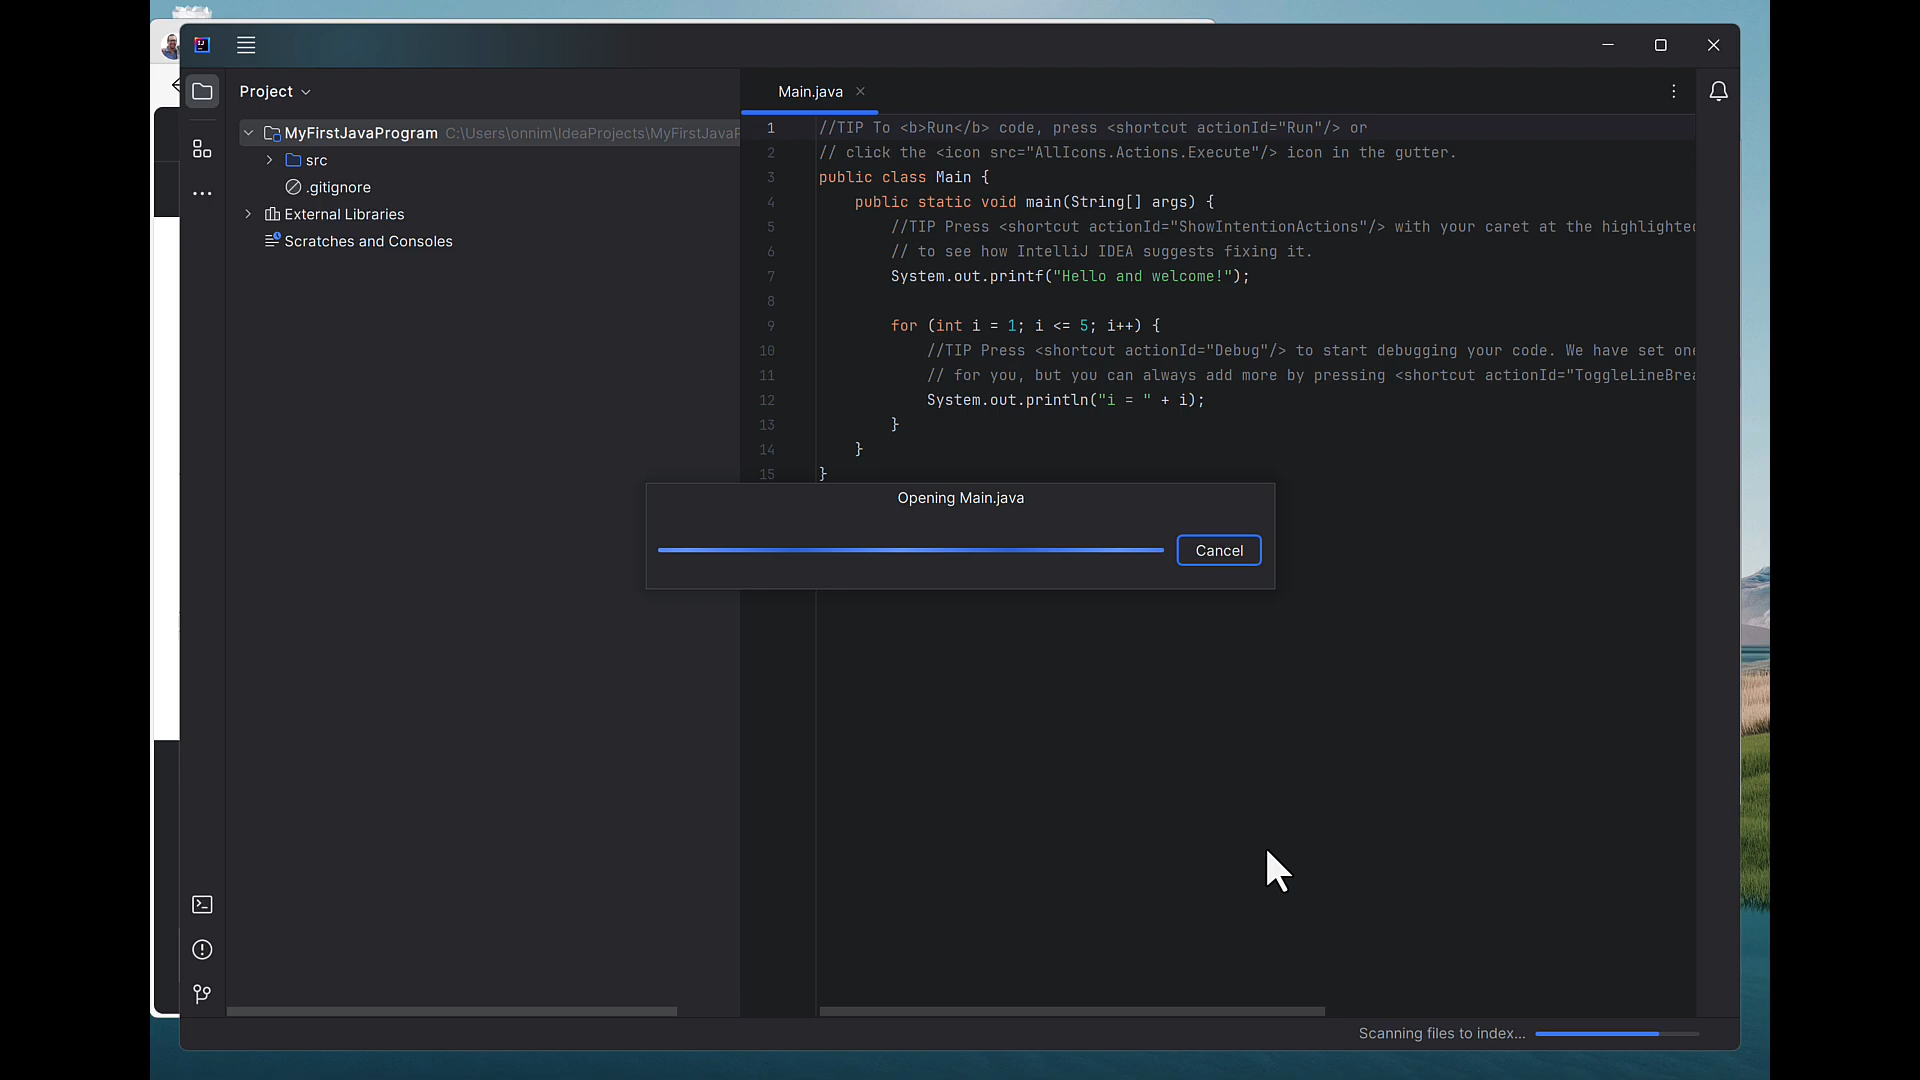 Project
MyFirstJavaProgram C:\Users\onnim\IdeaProjects\MyFirstJavaP
src
.gitignore
External Libraries
Scratches and Consoles
Main.java
1 //TIP To <b>Run</b> code, press <shortcut actionId="Run"/> or
2 // click the <icon src="AllIcons.Actions.Execute"/> icon in the gutter.
3 public class Main {
4 public static void main(String[] args) {
5 //TIP Press <shortcut actionId="ShowIntentionActions"/> with your caret at the highlighted
6 // to see how IntelliJ IDEA suggests fixing it.
7 System.out.printf("Hello and welcome!");
8
9 for (int i = 1; i <= 5; i++) {
10 //TIP Press <shortcut actionId="Debug"/> to start debugging your code. We have set one
11 // for you, but you can always add more by pressing <shortcut actionId="ToggleLineBrea
12 System.out.println("i = " + i);
13 }
14 }
15 }
Opening Main.java
Cancel
Scanning files to index...